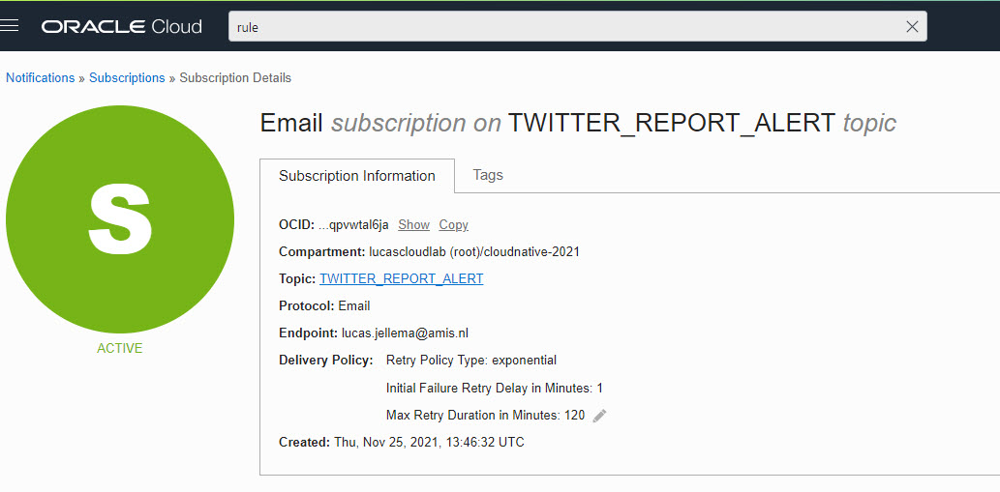 ORACLE Cloud
rule
Notifications » Subscriptions » Subscription Details
S
ACTIVE
Email subscription on TWITTER_REPORT_ALERT topic
Subscription Information
Tags
OCID: ...qpvwtal6ja Show Copy
Compartment: lucascloudlab (root)/cloudnative-2021
Topic: TWITTER_REPORT_ALERT
Protocol: Email
Endpoint: lucas.jellema@amis.nl
Delivery Policy: Retry Policy Type: exponential
Initial Failure Retry Delay in Minutes: 1
Max Retry Duration in Minutes: 120
Created: Thu, Nov 25, 2021, 13:46:32 UTC